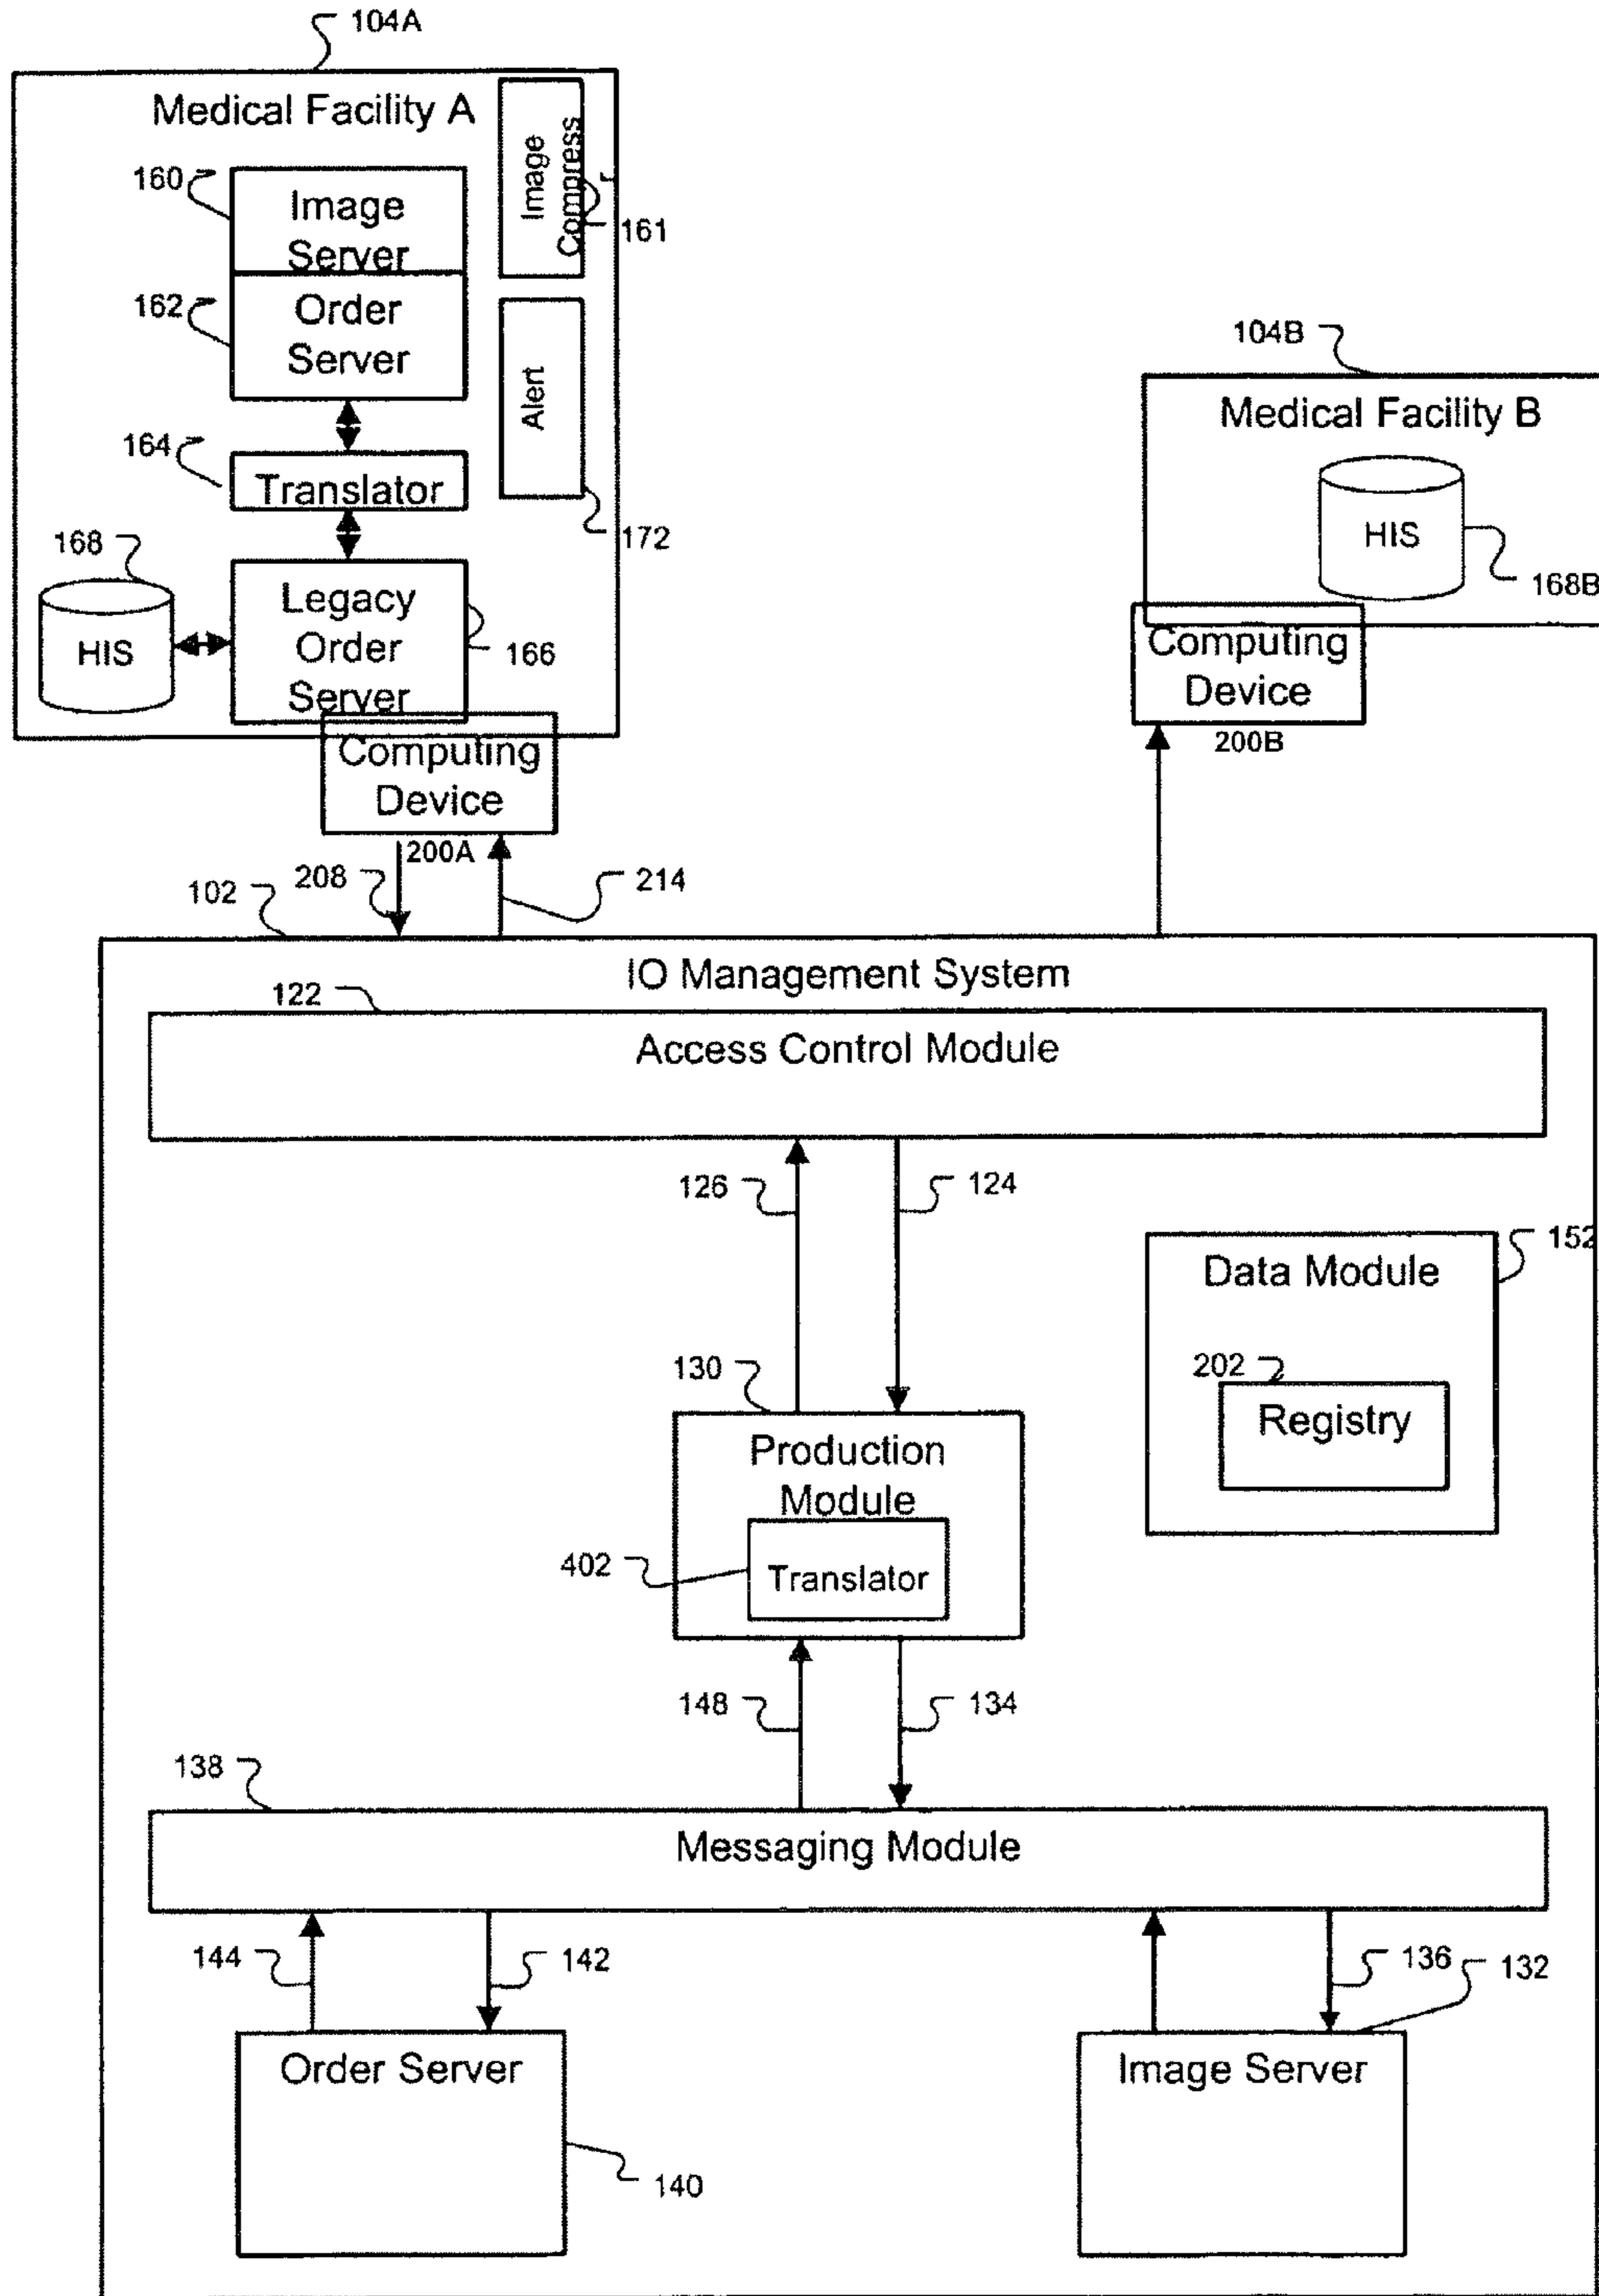 104A
Medical Facility A
Image
Compress
161
160
Image
Server
162
Order
Server
Alert
172
164
Translator
168
HIS
Legacy
Order
Server
166
Computing
Device
200A
208
214
104B
Medical Facility B
HIS
168B
Computing
Device
200B
102
IO Management System
122
Access Control Module
126
124
152
Data Module
202
Registry
130
Production
Module
402
Translator
148
134
138
Messaging Module
144
142
136
132
Order Server
140
Image Server